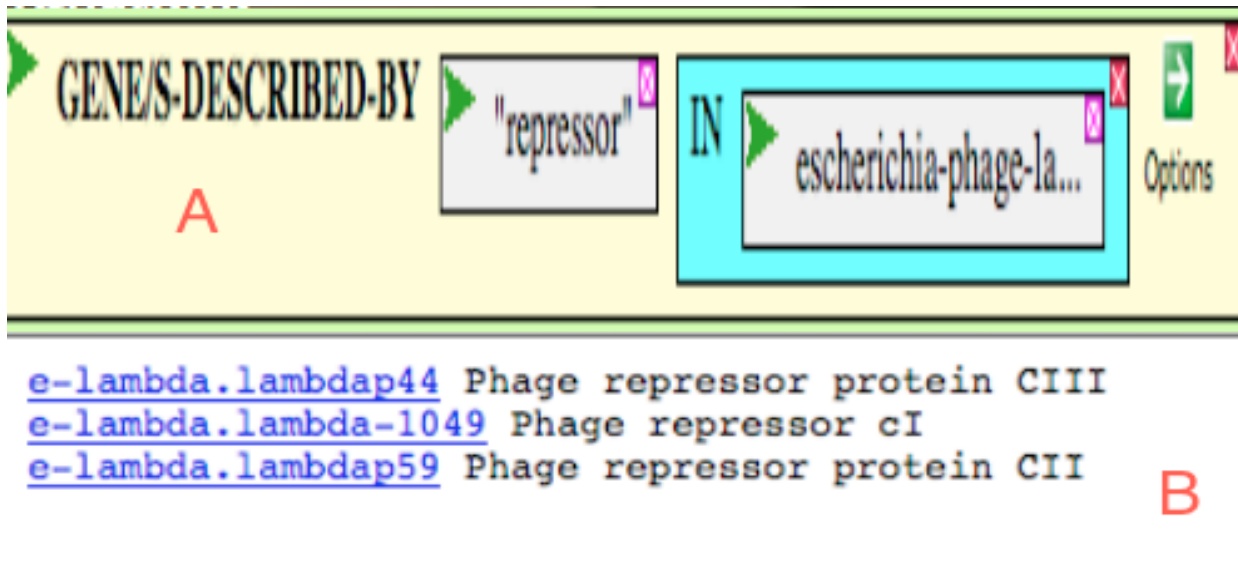 GENE/S-DESCRIBED-BY "repressor" IN escherichia-phage-la...
Options
A
e-lambda.lambdap44 Phage repressor protein CIII
e-lambda.lambda-1049 Phage repressor cI
e-lambda.lambdap59 Phage repressor protein CII
B